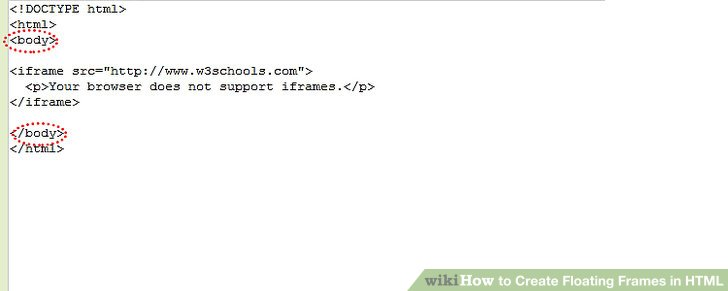 <!DOCTYPE html>
<html>
<body>
<iframe src="http://www.w3schools.com">
<p>Your browser does not support iframes.</p>
</iframe>
</body>
</html>
wikiHow to Create Floating Frames in HTML